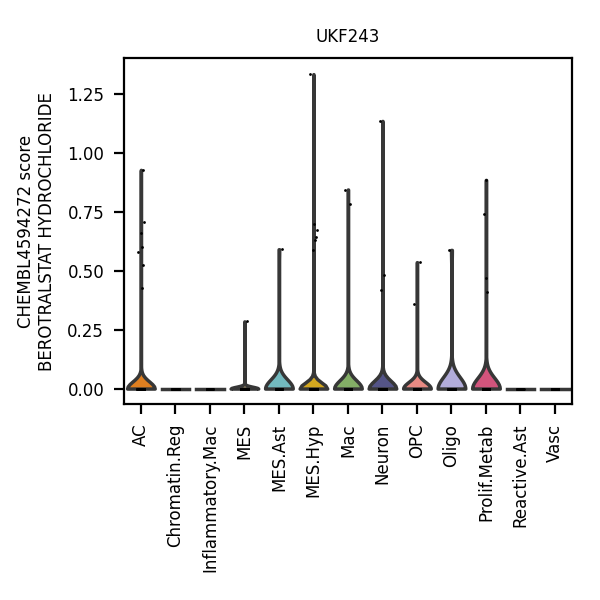 UKF243
CHEMBL4594272 score
BEROTRALSTAT HYDROCHLORIDE
1.25
1.00
0.75
0.50
0.25
0.00
AC
Chromatin.Reg
Inflammatory.Mac
MES
MES.Ast
MES.Hyp
Mac
Neuron
OPC
Oligo
Prolif.Metab
Reactive.Ast
Vasc